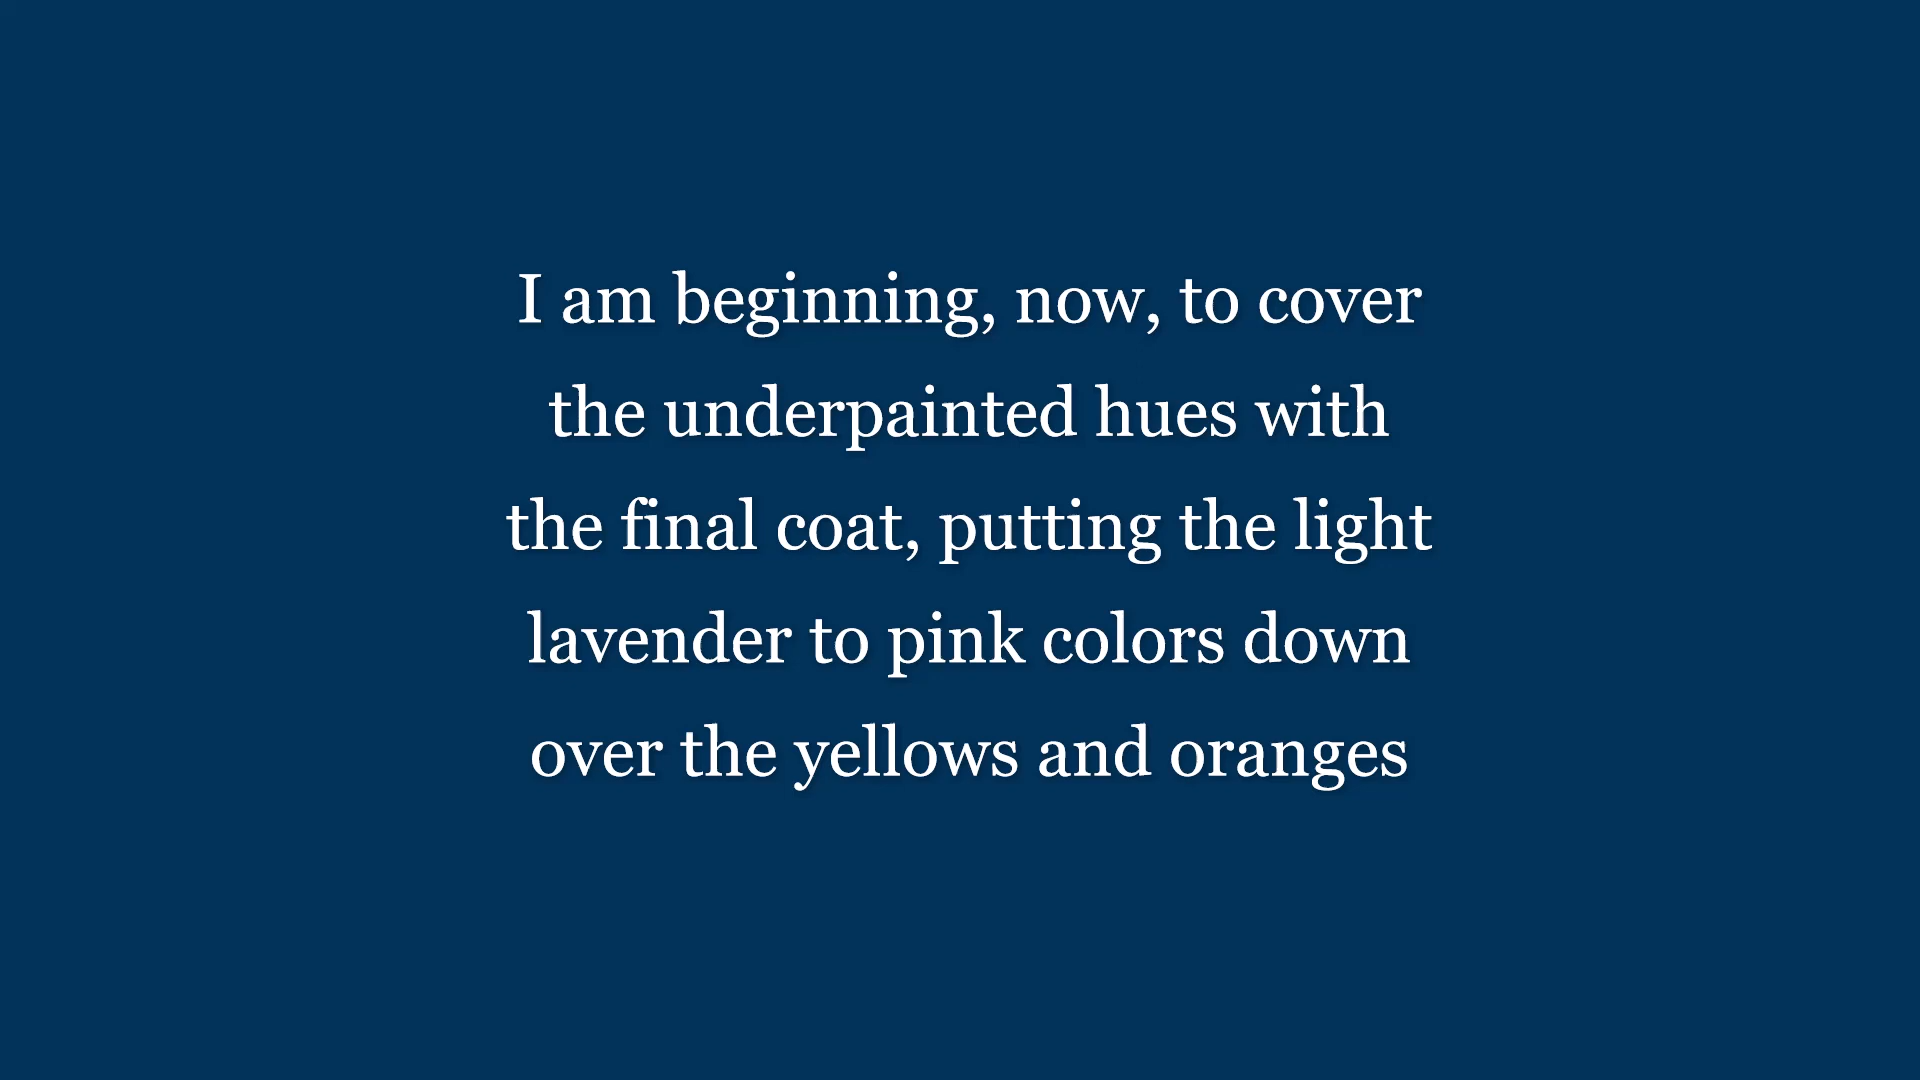 I am beginning, now, to cover
the underpainted hues with
the final coat, putting the light
lavender to pink colors down
over the yellows and oranges